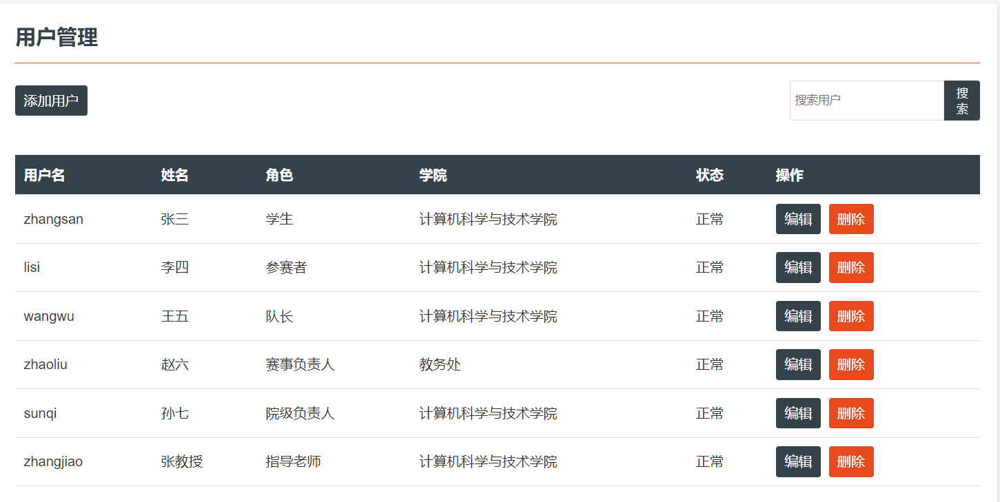 用户管理
添加用户
搜索用户
搜
索
用户名 姓名 角色 学院 状态 操作
zhangsan 张三 学生 计算机科学与技术学院 正常 编辑 删除
lisi 李四 参赛者 计算机科学与技术学院 正常 编辑 删除
wangwu 王五 队长 计算机科学与技术学院 正常 编辑 删除
zhaoliu 赵六 赛事负责人 教务处 正常 编辑 删除
sunqi 孙七 院级负责人 计算机科学与技术学院 正常 编辑 删除
zhangjiao 张教授 指导老师 计算机科学与技术学院 正常 编辑 删除